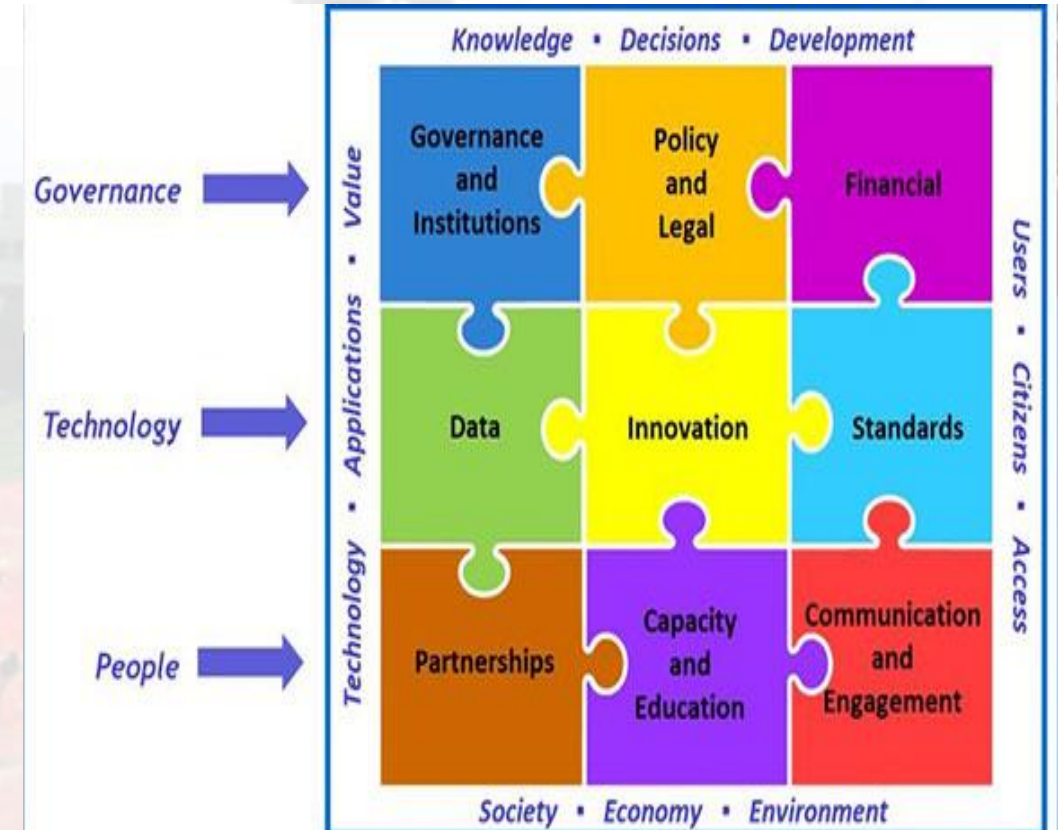 Knowledge ▪ Decisions ▪ Development
Governance
Technology
People
Technology ▪ Applications ▪ Value
Governance
and
Institutions
Policy
and
Legal
Financial
Data
Innovation
Standards
Partnerships
Capacity
and
Education
Communication
and
Engagement
Users ▪ Citizens ▪ Access
Society ▪ Economy ▪ Environment